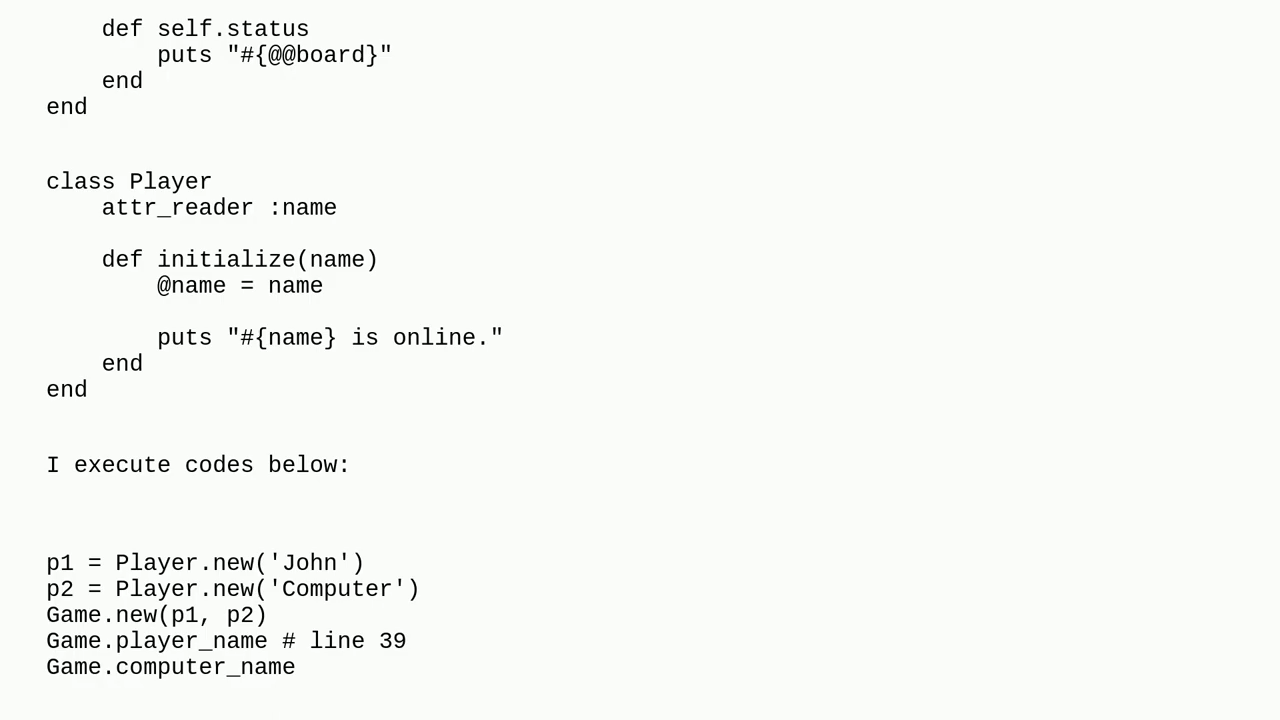 def self.status
puts "#{@@board}"
end
end
class Player
attr_reader :name
def initialize(name)
@name = name
puts "#{name} is online."
end
end
I execute codes below:
p1 = Player.new('John')
p2 = Player.new('Computer')
Game.new(p1, p2)
Game.player_name # line 39
Game.computer_name